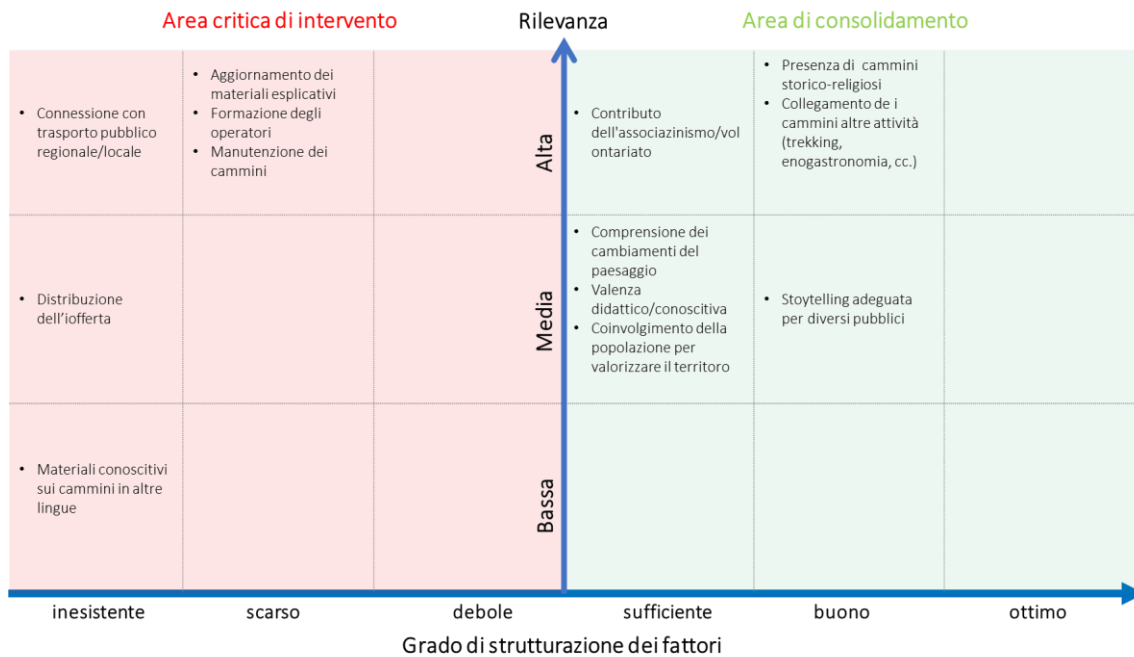 Area critica di intervento
Rilevanza
Area di consolidamento
• Connessione con
trasporto pubblico
regionale/locale
• Aggiornamento dei
materiali esplicativi
• Formazione degli
operatori
• Manutenzione dei
cammini
Alta
• Contributo
dell'associazinismo/vol
ontariato
• Presenza di cammini
storico-religiosi
• Collegamento de i
cammini altre attività
(trekking,
enogastronomia, cc.)
• Distribuzione
dell'iofferta
Media
• Comprensione dei
cambiamenti del
paesaggio
• Valenza
didattico/conoscitiva
• Coinvolgimento della
popolazione per
valorizzare il territoro
• Stoytelling adeguata
per diversi pubblici
• Materiali conoscitivi
sui cammini in altre
lingue
Bassa
inesistente
scarso
debole
sufficiente
buono
ottimo
Grado di strutturazione dei fattori